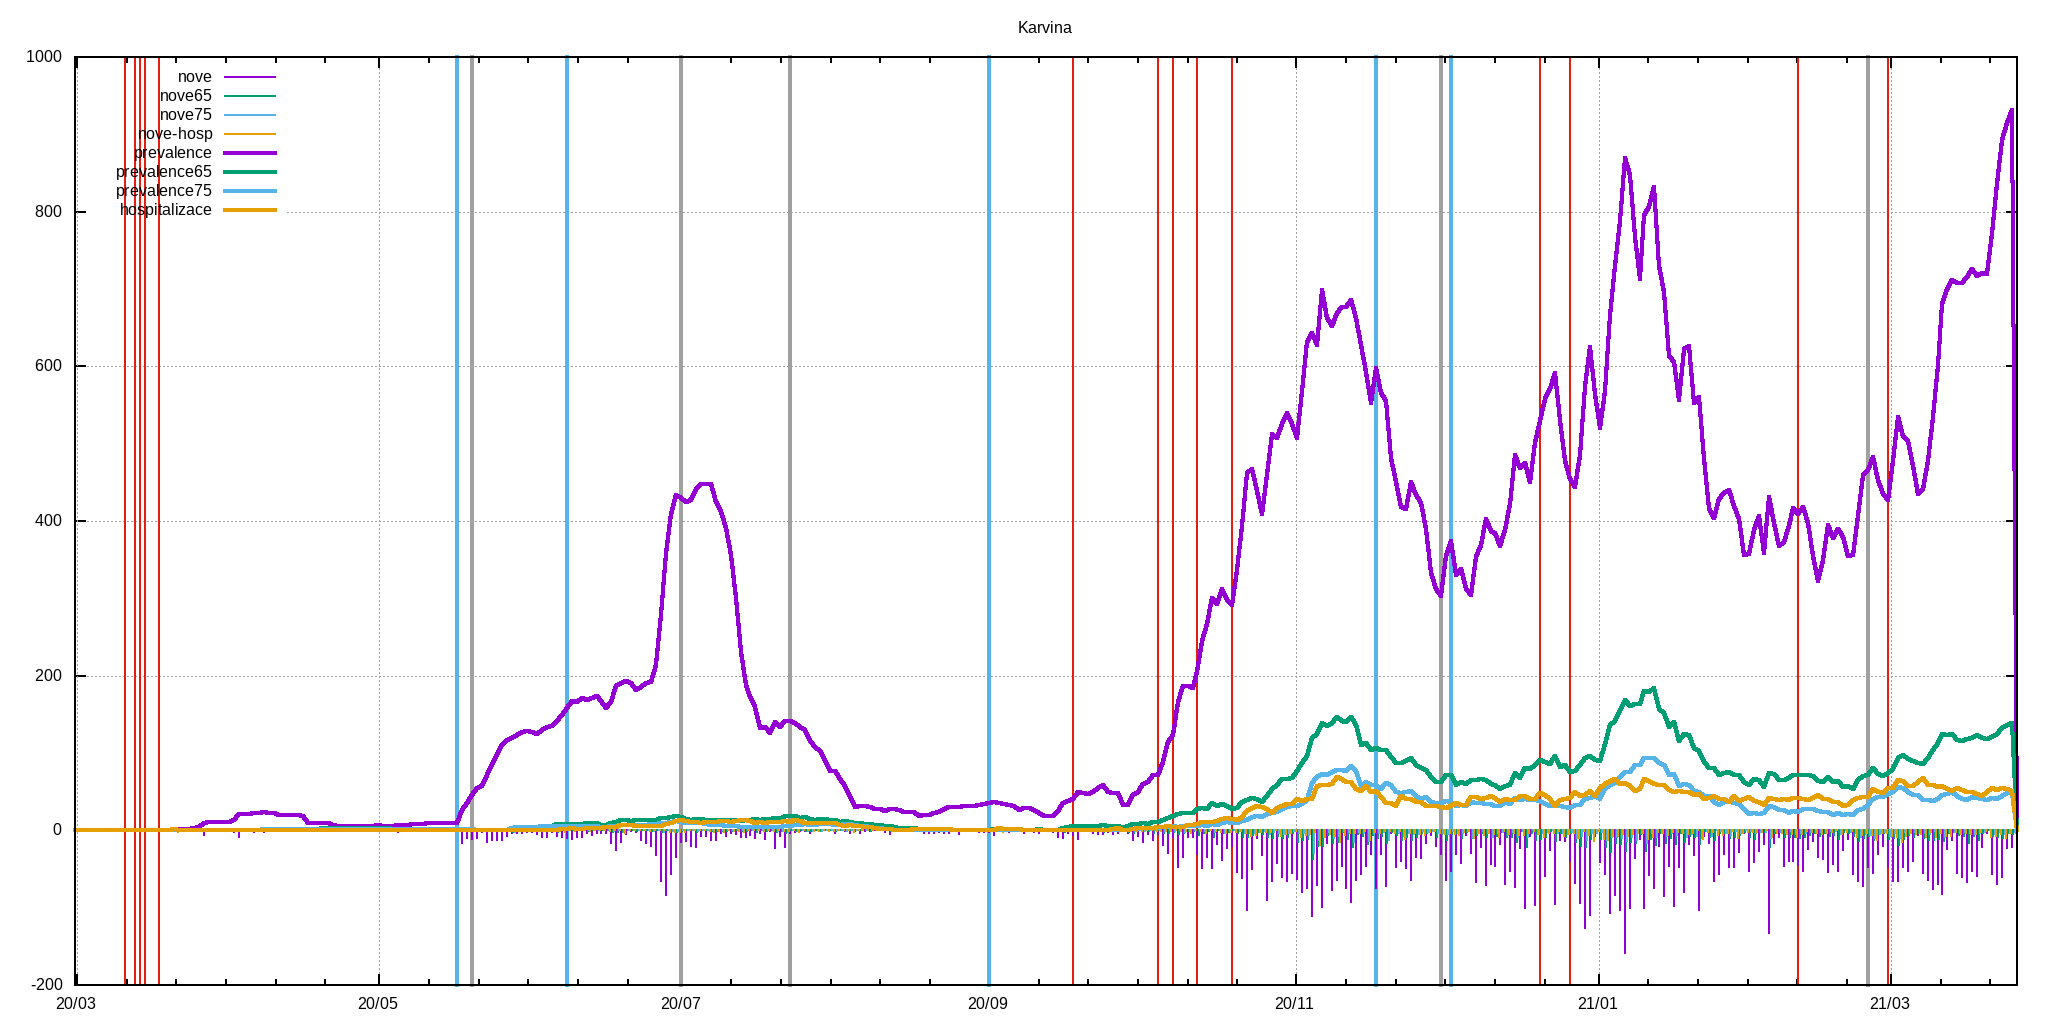 Karvina
1000
nove
nove65
nove75
nove-hosp
prevalence
prevalence65
prevalence75
hospitalizace
800
600
400
200
0
-200
20/03 20/05 20/07 20/09 20/11 21/01 21/03